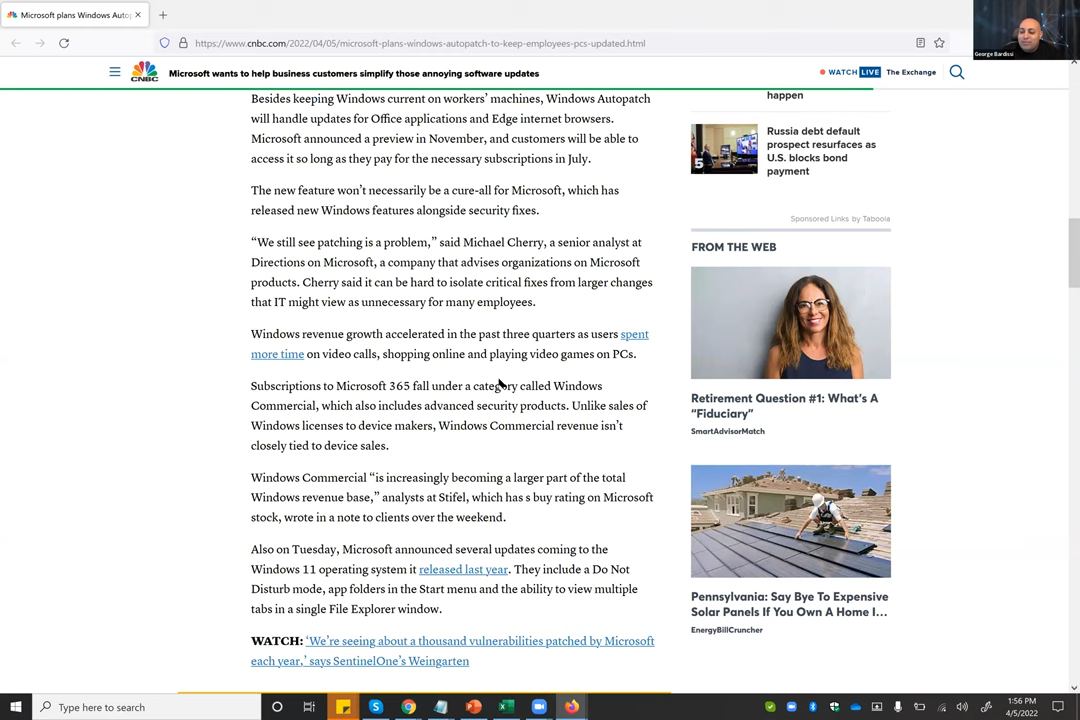 Microsoft plans Windows Autop
https://www.cnbc.com/2022/04/05/microsoft-plans-windows-autopatch-to-keep-employees-pcs-updated.html
George Bardissi
CNBC
Microsoft wants to help business customers simplify those annoying software updates
WATCH LIVE The Exchange
Besides keeping Windows current on workers’ machines, Windows Autopatch
will handle updates for Office applications and Edge internet browsers.
Microsoft announced a preview in November, and customers will be able to
access it so long as they pay for the necessary subscriptions in July.
The new feature won’t necessarily be a cure-all for Microsoft, which has
released new Windows features alongside security fixes.
“We still see patching is a problem,” said Michael Cherry, a senior analyst at
Directions on Microsoft, a company that advises organizations on Microsoft
products. Cherry said it can be hard to isolate critical fixes from larger changes
that IT might view as unnecessary for many employees.
Windows revenue growth accelerated in the past three quarters as users spent
more time on video calls, shopping online and playing video games on PCs.
Subscriptions to Microsoft 365 fall under a category called Windows
Commercial, which also includes advanced security products. Unlike sales of
Windows licenses to device makers, Windows Commercial revenue isn’t
closely tied to device sales.
Windows Commercial “is increasingly becoming a larger part of the total
Windows revenue base,” analysts at Stifel, which has s buy rating on Microsoft
stock, wrote in a note to clients over the weekend.
Also on Tuesday, Microsoft announced several updates coming to the
Windows 11 operating system it released last year. They include a Do Not
Disturb mode, app folders in the Start menu and the ability to view multiple
tabs in a single File Explorer window.
WATCH: ‘We’re seeing about a thousand vulnerabilities patched by Microsoft
each year,’ says SentinelOne’s Weingarten
happen
5
Russia debt default
prospect resurfaces as
U.S. blocks bond
payment
Sponsored Links by Taboola
FROM THE WEB
Retirement Question #1: What’s A
“Fiduciary”
SmartAdvisorMatch
Pennsylvania: Say Bye To Expensive
Solar Panels If You Own A Home I...
EnergyBillCruncher
Type here to search
1:56 PM
4/5/2022